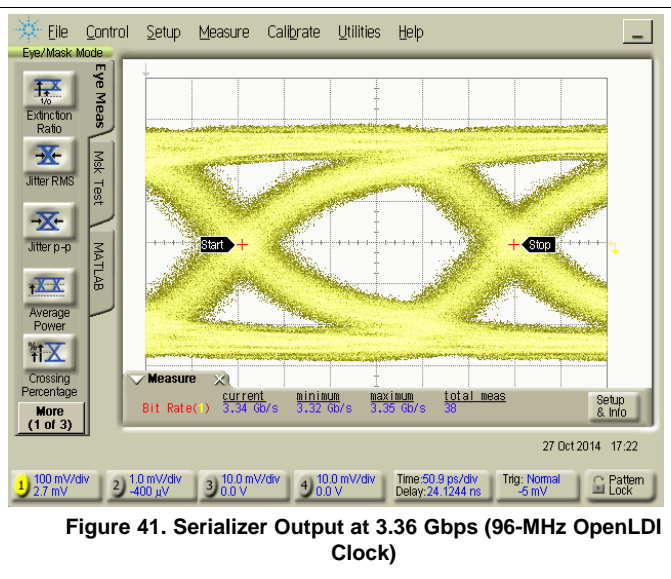 File Control Setup Measure Calibrate Utilities Help
Eye/Mask Mode
Eye Meas
Msk Test
MATLAB
1/0
Extinction
Ratio
Jitter RMS
Jitter p-p
Average
Power
Crossing
Percentage
More
(1 of 3)
Start
Stop
Measure
current minimum maximum total meas
Bit Rate(1) 3.34 Gb/s 3.32 Gb/s 3.35 Gb/s 38
Setup
& Info
27 Oct 2014 17:22
1 100 mV/div
2.7 mV
2 1.0 mV/div
-400 µV
3 10.0 mV/div
0.0 V
4 10.0 mV/div
0.0 V
Time:50.9 ps/div
Delay:24.1244 ns
Trig: Normal
-5 mV
Pattern
Lock
Figure 41. Serializer Output at 3.36 Gbps (96-MHz OpenLDI
Clock)